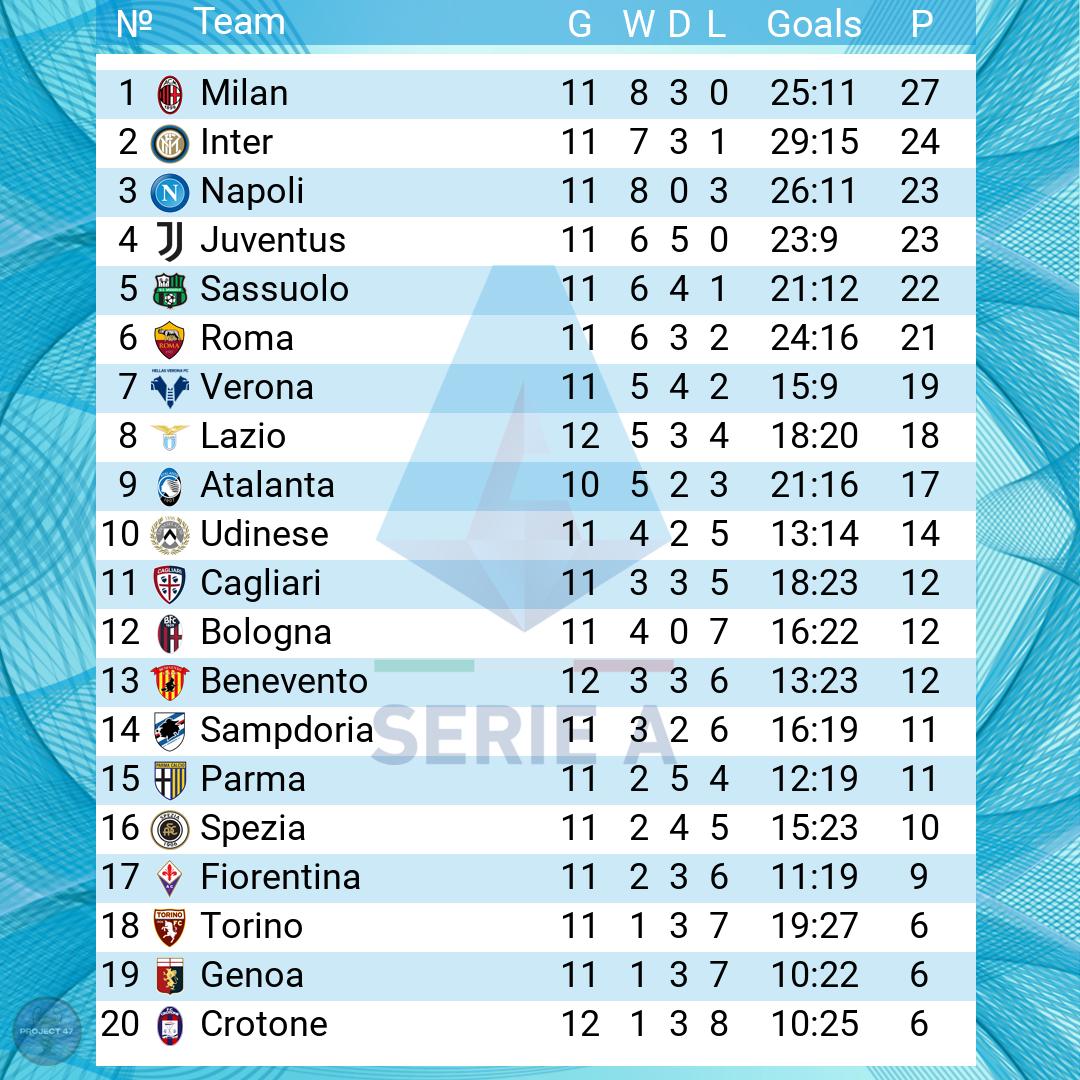 Nº Team G W D L Goals P
1 Milan 11 8 3 0 25:11 27
2 Inter 11 7 3 1 29:15 24
3 Napoli 11 8 0 3 26:11 23
4 Juventus 11 6 5 0 23:9 23
5 Sassuolo 11 6 4 1 21:12 22
6 Roma 11 6 3 2 24:16 21
7 Verona 11 5 4 2 15:9 19
8 Lazio 12 5 3 4 18:20 18
9 Atalanta 10 5 2 3 21:16 17
10 Udinese 11 4 2 5 13:14 14
11 Cagliari 11 3 3 5 18:23 12
12 Bologna 11 4 0 7 16:22 12
13 Benevento 12 3 3 6 13:23 12
14 Sampdoria 11 3 2 6 16:19 11
15 Parma 11 2 5 4 12:19 11
16 Spezia 11 2 4 5 15:23 10
17 Fiorentina 11 2 3 6 11:19 9
18 Torino 11 1 3 7 19:27 6
19 Genoa 11 1 3 7 10:22 6
20 Crotone 12 1 3 8 10:25 6
SERIE A
PROJECT 47